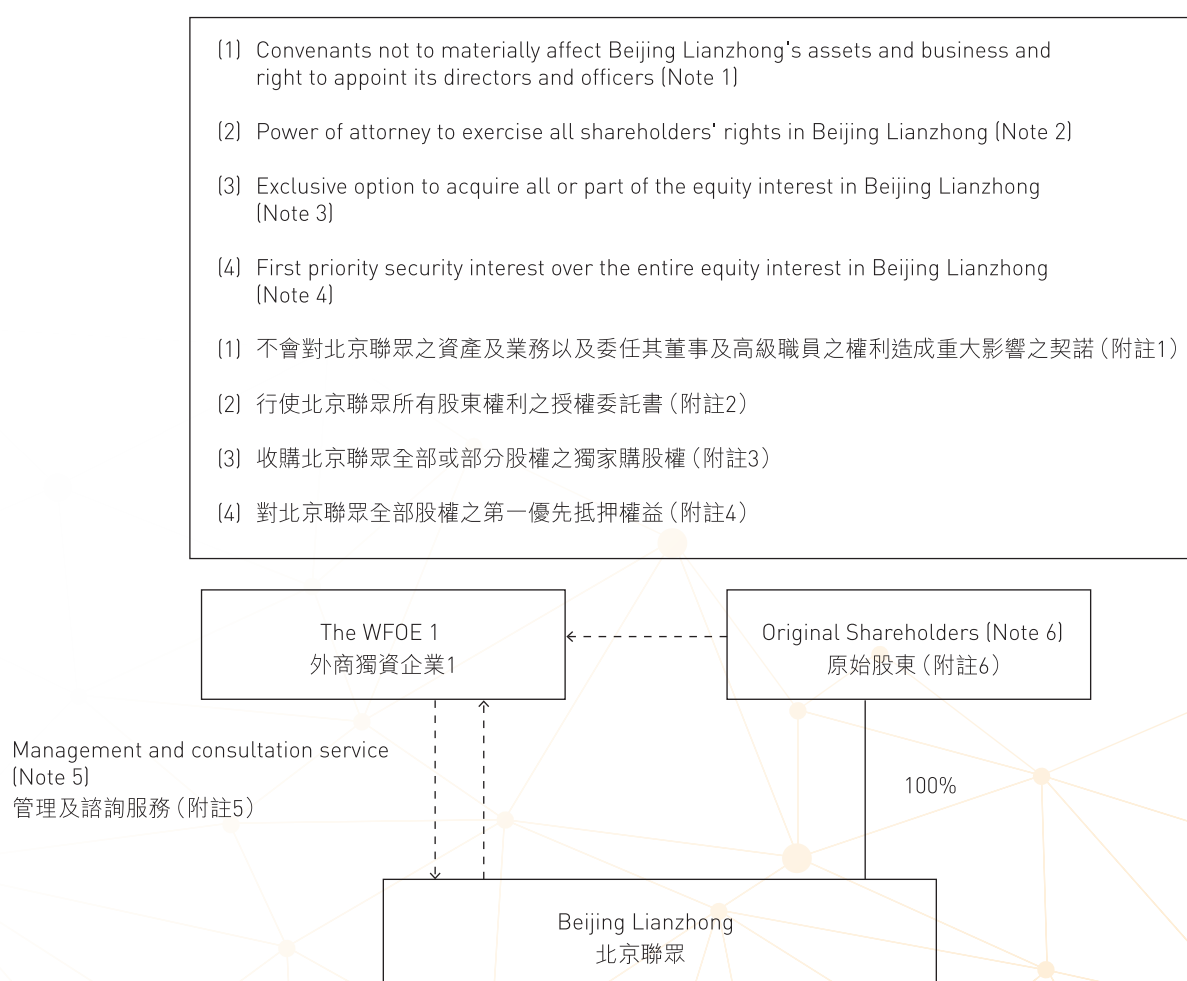 (1) Convenants not to materially affect Beijing Lianzhong's assets and business and
right to appoint its directors and officers (Note 1)
(2) Power of attorney to exercise all shareholders' rights in Beijing Lianzhong (Note 2)
(3) Exclusive option to acquire all or part of the equity interest in Beijing Lianzhong
(Note 3)
(4) First priority security interest over the entire equity interest in Beijing Lianzhong
(Note 4)
(1) 不會對北京聯眾之資產及業務以及委任其董事及高級職員之權利造成重大影響之契諾（附註1）
(2) 行使北京聯眾所有股東權利之授權委託書（附註2）
(3) 收購北京聯眾全部或部分股權之獨家購股權（附註3）
(4) 對北京聯眾全部股權之第一優先抵押權益（附註4）
The WFOE 1
外商獨資企業1
Original Shareholders (Note 6)
原始股東（附註6）
Management and consultation service
(Note 5)
管理及諮詢服務（附註5）
100%
Beijing Lianzhong
北京聯眾